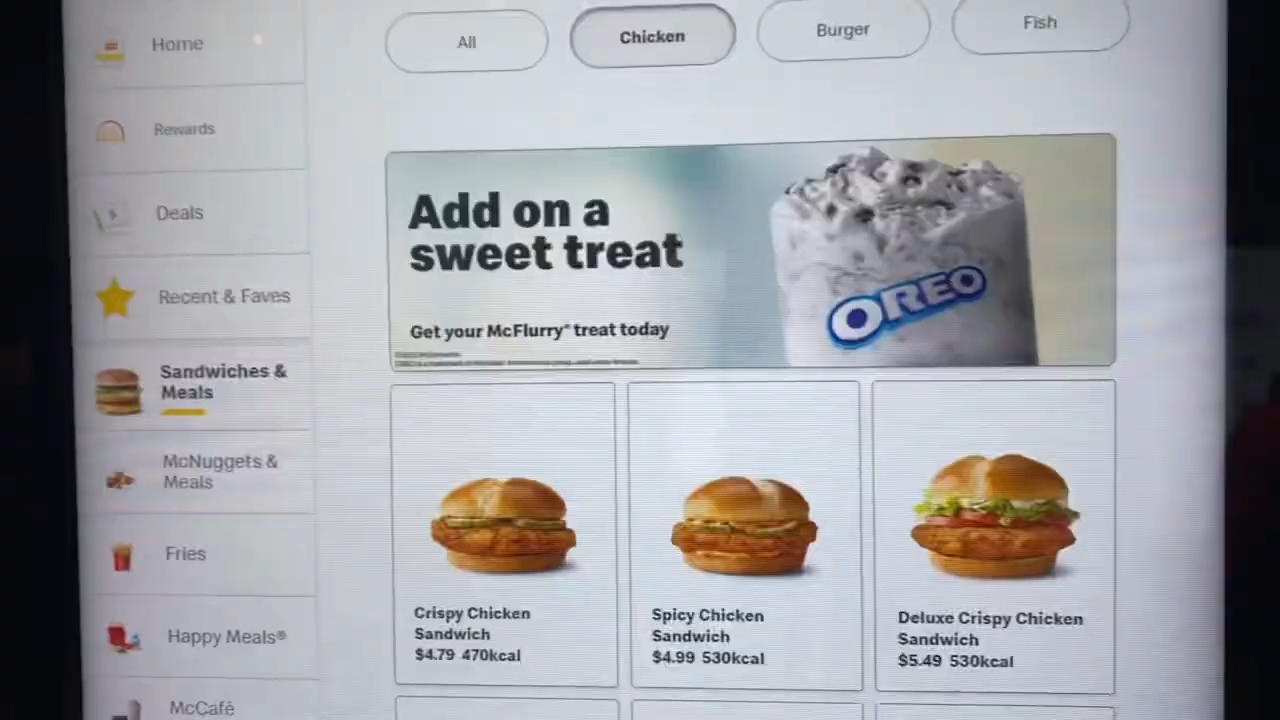 Home
Rewards
Deals
Recent & Faves
Sandwiches &
Meals
McNuggets &
Meals
Fries
Happy Meals®
McCafé
All
Chicken
Burger
Fish
Add on a
sweet treat
Get your McFlurry® treat today
OREO
Crispy Chicken
Sandwich
$4.79 470kcal
Spicy Chicken
Sandwich
$4.99 530kcal
Deluxe Crispy Chicken
Sandwich
$5.49 530kcal